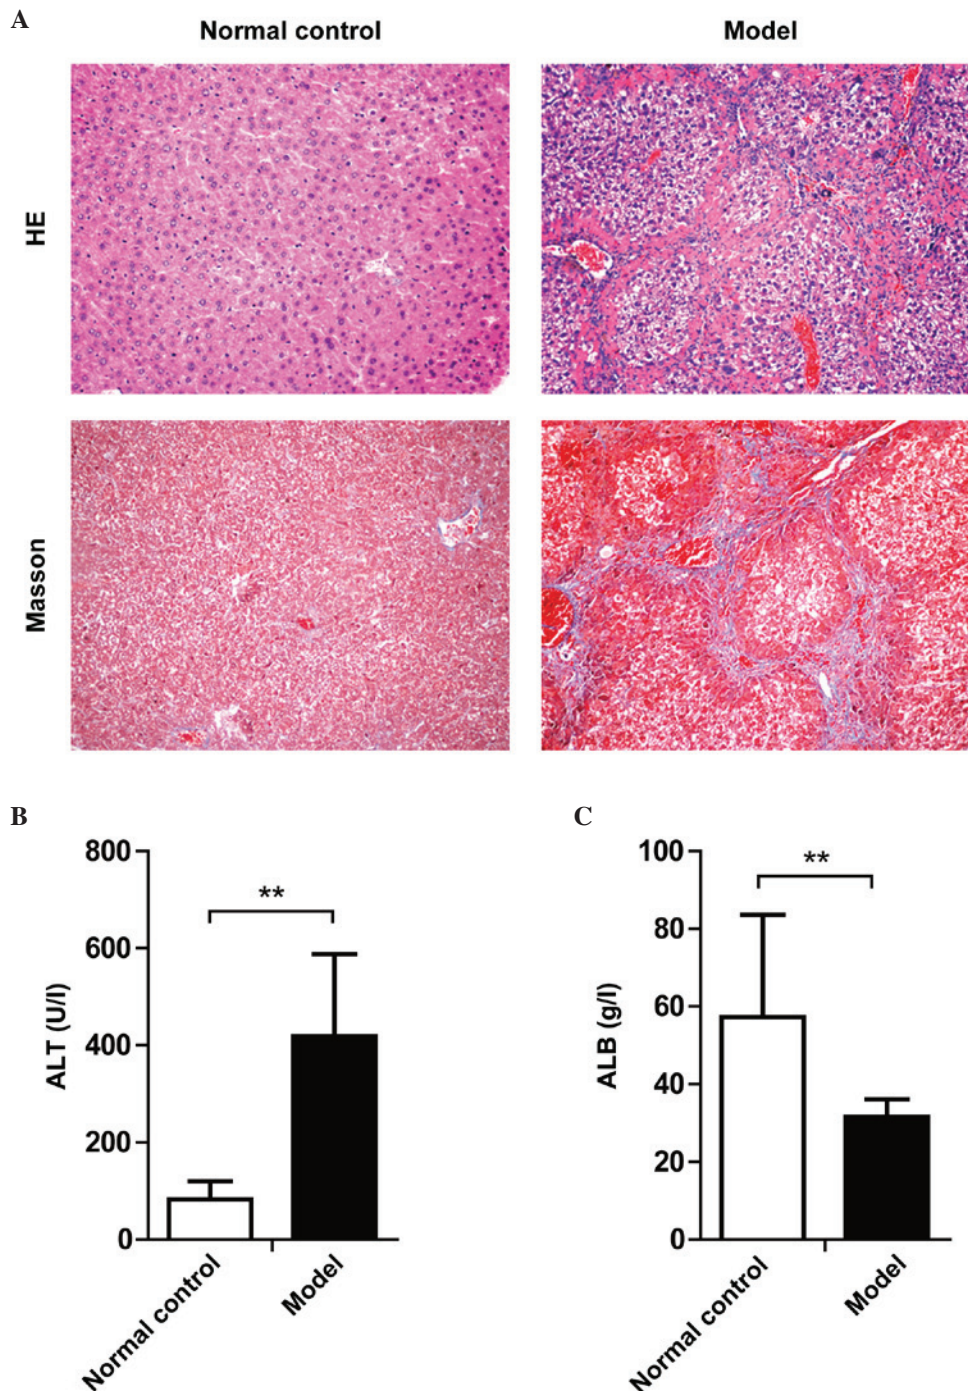 A
Normal control
Model
HE
Masson
B
800
600
400
200
0
ALT (U/l)
**
Normal control
Model
C
100
80
60
40
20
0
ALB (g/l)
**
Normal control
Model